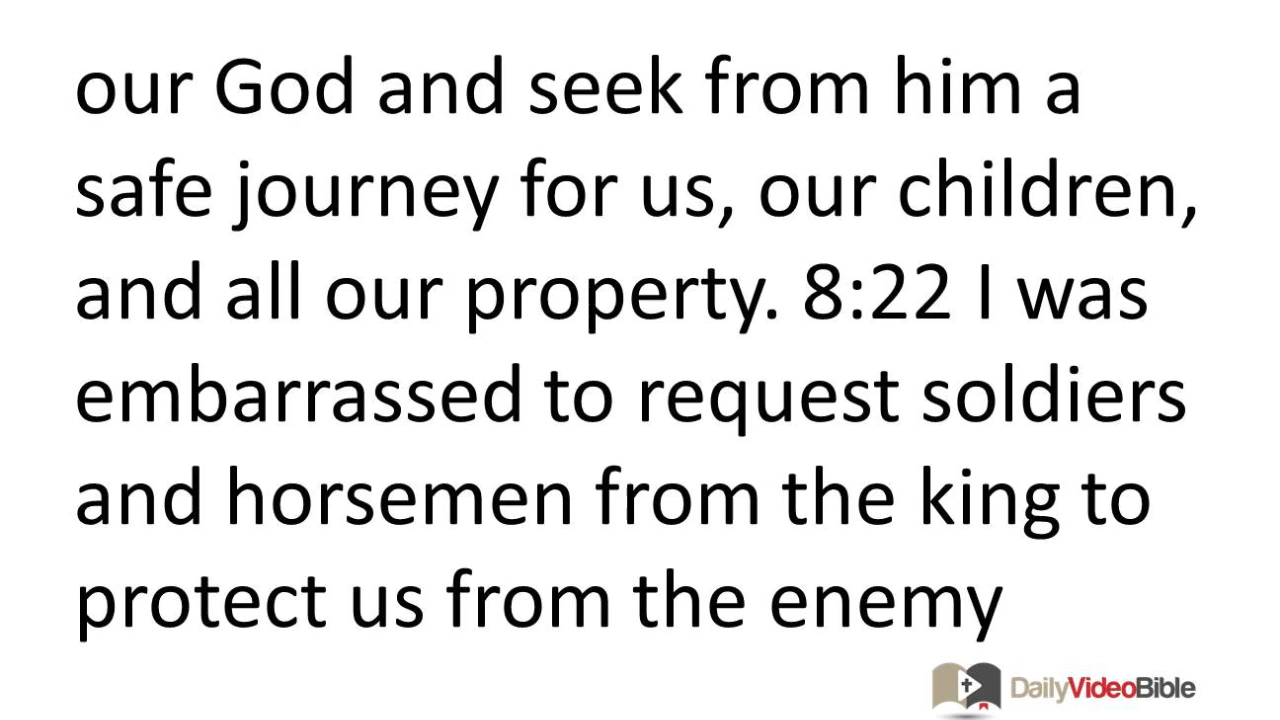 our God and seek from him a
safe journey for us, our children,
and all our property. 8:22 I was
embarrassed to request soldiers
and horsemen from the king to
protect us from the enemy
DailyVideoBible